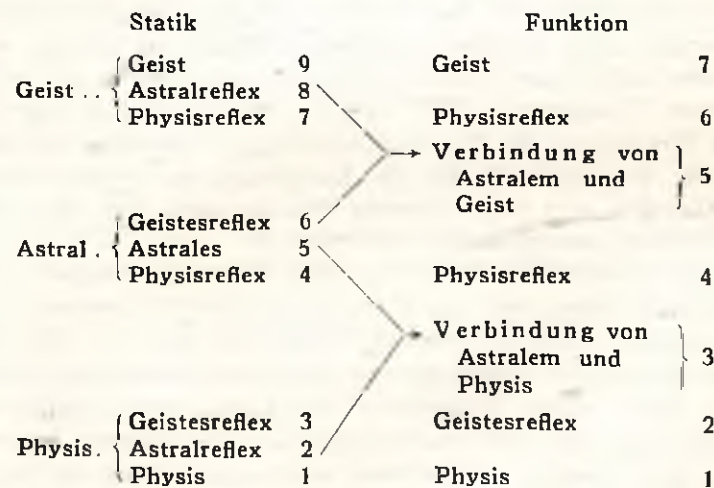 Statik Funktion
Geist 9 Geist 7
Geist . . Astralreflex 8
Physisreflex 7 Physisreflex 6
Verbindung von
Astralem und 5
Geist
Geistesreflex 6
Astral . Astrales 5
Physisreflex 4 Physisreflex 4
Verbindung von
Astralem und 3
Physis
Geistesreflex 3 Geistesreflex 2
Physis . Astralreflex 2
Physis 1 Physis 1